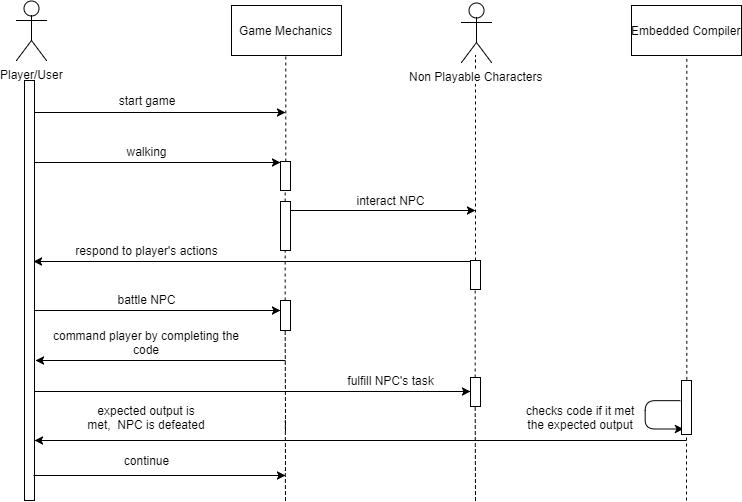 Game Mechanics
Embedded Compiler
Player/User
Non Playable Characters
start game
walking
interact NPC
respond to player's actions
battle NPC
command player by completing the
code
fulfill NPC's task
expected output is
met, NPC is defeated
checks code if it met
the expected output
continue